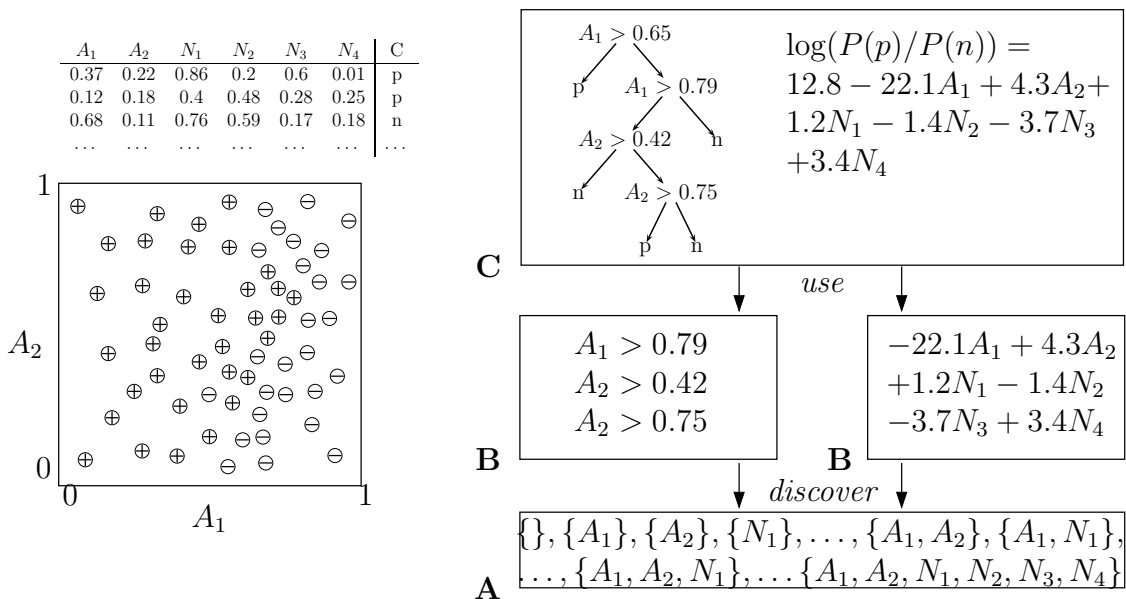 A₁ A₂ N₁ N₂ N₃ N₄ C
0.37 0.22 0.86 0.2 0.6 0.01 p
0.12 0.18 0.4 0.48 0.28 0.25 p
0.68 0.11 0.76 0.59 0.17 0.18 n
... ... ... ... ... ... ...
1
A₂
0
0 1
A₁
A₁ > 0.65
p A₁ > 0.79
A₂ > 0.42 n
n A₂ > 0.75
p n
log(P(p)/P(n)) =
12.8 − 22.1A₁ + 4.3A₂+
1.2N₁ − 1.4N₂ − 3.7N₃
+3.4N₄
C
use
A₁ > 0.79
A₂ > 0.42
A₂ > 0.75
B
−22.1A₁ + 4.3A₂
+1.2N₁ − 1.4N₂
−3.7N₃ + 3.4N₄
B
discover
{}, {A₁}, {A₂}, {N₁}, ..., {A₁, A₂}, {A₁, N₁},
..., {A₁, A₂, N₁}, ... {A₁, A₂, N₁, N₂, N₃, N₄}
A